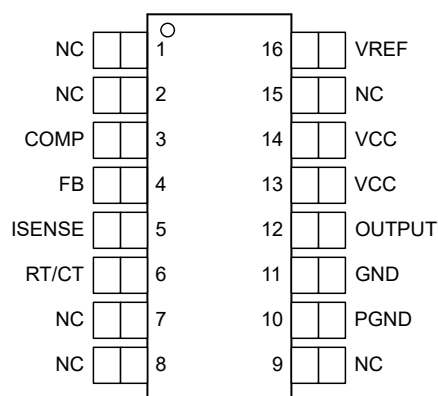 NC 1 16 VREF
NC 2 15 NC
COMP 3 14 VCC
FB 4 13 VCC
ISENSE 5 12 OUTPUT
RT/CT 6 11 GND
NC 7 10 PGND
NC 8 9 NC